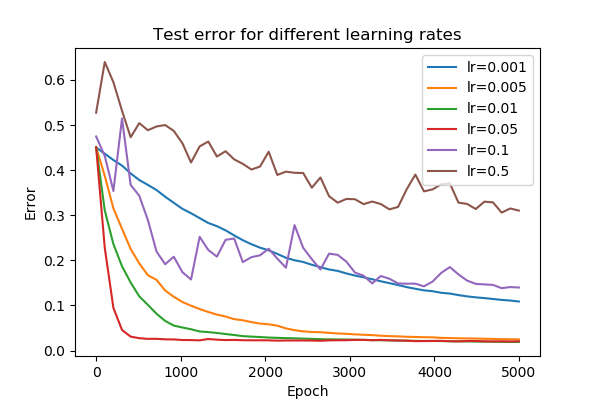 Test error for different learning rates
lr=0.001
lr=0.005
lr=0.01
lr=0.05
lr=0.1
lr=0.5
0.6
0.5
0.4
0.3
0.2
0.1
0.0
Error
0 1000 2000 3000 4000 5000
Epoch